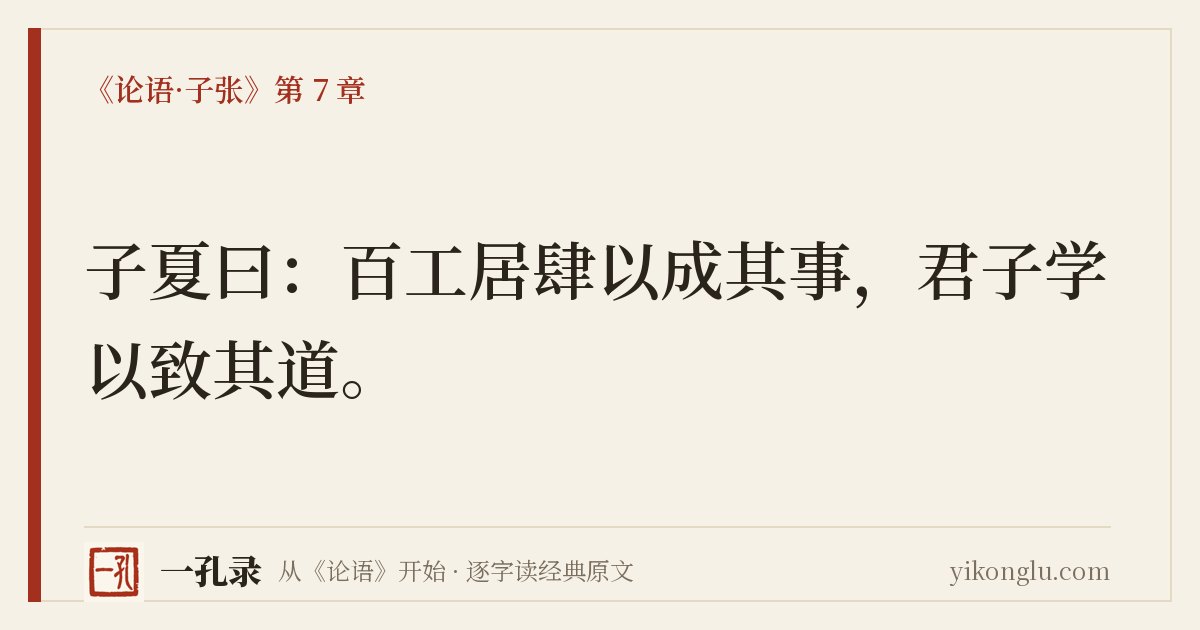 《论语·子张》第 7 章
子夏曰：百工居肆以成其事，君子学
以致其道。
一孔
一孔录 从《论语》开始 · 逐字读经典原文 yikonglu.com